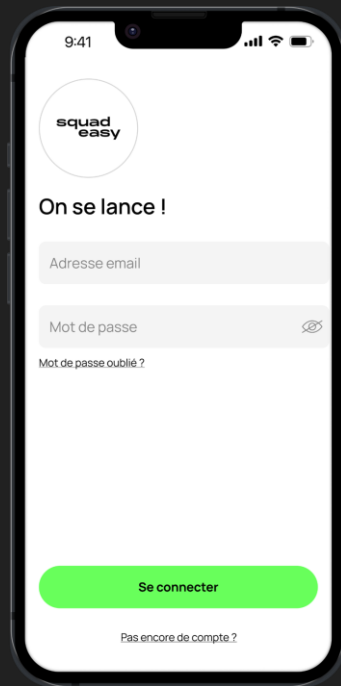 9:41
squad
easy
On se lance !
Adresse email
Mot de passe
Mot de passe oublié ?
Se connecter
Pas encore de compte ?